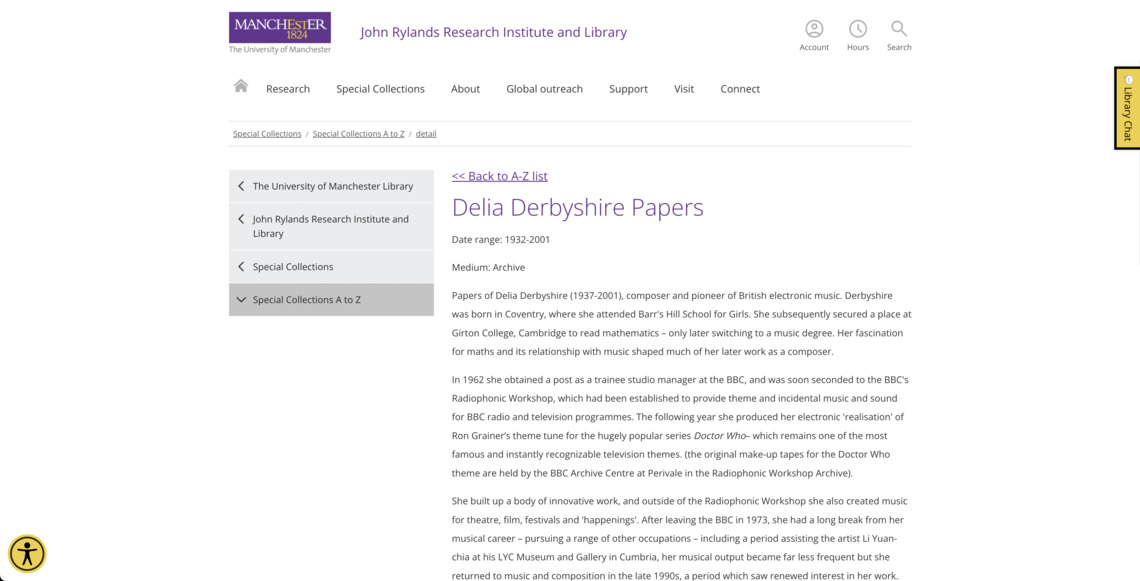 MANCHESTER
1824
The University of Manchester
John Rylands Research Institute and Library
Account
Hours
Search
Research
Special Collections
About
Global outreach
Support
Visit
Connect
Library Chat
Special Collections / Special Collections A to Z / detail
The University of Manchester Library
John Rylands Research Institute and
Library
Special Collections
Special Collections A to Z
<< Back to A-Z list
Delia Derbyshire Papers
Date range: 1932-2001
Medium: Archive
Papers of Delia Derbyshire (1937-2001), composer and pioneer of British electronic music. Derbyshire
was born in Coventry, where she attended Barr's Hill School for Girls. She subsequently secured a place at
Girton College, Cambridge to read mathematics – only later switching to a music degree. Her fascination
for maths and its relationship with music shaped much of her later work as a composer.
In 1962 she obtained a post as a trainee studio manager at the BBC, and was soon seconded to the BBC's
Radiophonic Workshop, which had been established to provide theme and incidental music and sound
for BBC radio and television programmes. The following year she produced her electronic 'realisation' of
Ron Grainer's theme tune for the hugely popular series Doctor Who– which remains one of the most
famous and instantly recognizable television themes. (the original make-up tapes for the Doctor Who
theme are held by the BBC Archive Centre at Perivale in the Radiophonic Workshop Archive).
She built up a body of innovative work, and outside of the Radiophonic Workshop she also created music
for theatre, film, festivals and 'happenings'. After leaving the BBC in 1973, she had a long break from her
musical career – pursuing a range of other occupations – including a period assisting the artist Li Yuan-
chia at his LYC Museum and Gallery in Cumbria, her musical output became far less frequent but she
returned to music and composition in the late 1990s, a period which saw renewed interest in her work.